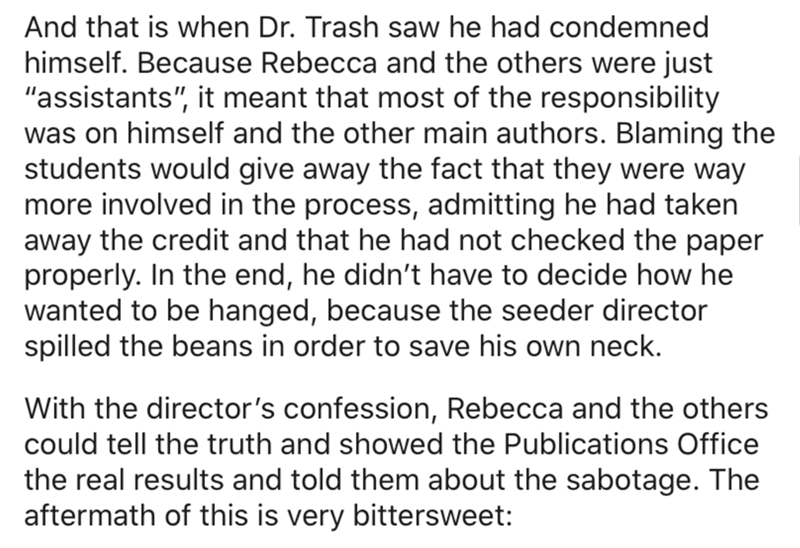 And that is when Dr. Trash saw he had condemned
himself. Because Rebecca and the others were just
“assistants”, it meant that most of the responsibility
was on himself and the other main authors. Blaming the
students would give away the fact that they were way
more involved in the process, admitting he had taken
away the credit and that he had not checked the paper
properly. In the end, he didn’t have to decide how he
wanted to be hanged, because the seeder director
spilled the beans in order to save his own neck.
With the director’s confession, Rebecca and the others
could tell the truth and showed the Publications Office
the real results and told them about the sabotage. The
aftermath of this is very bittersweet: